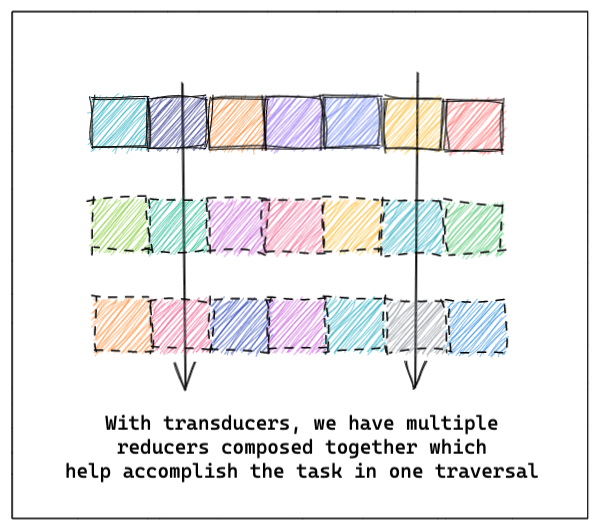 With transducers, we have multiple
reducers composed together which
help accomplish the task in one traversal